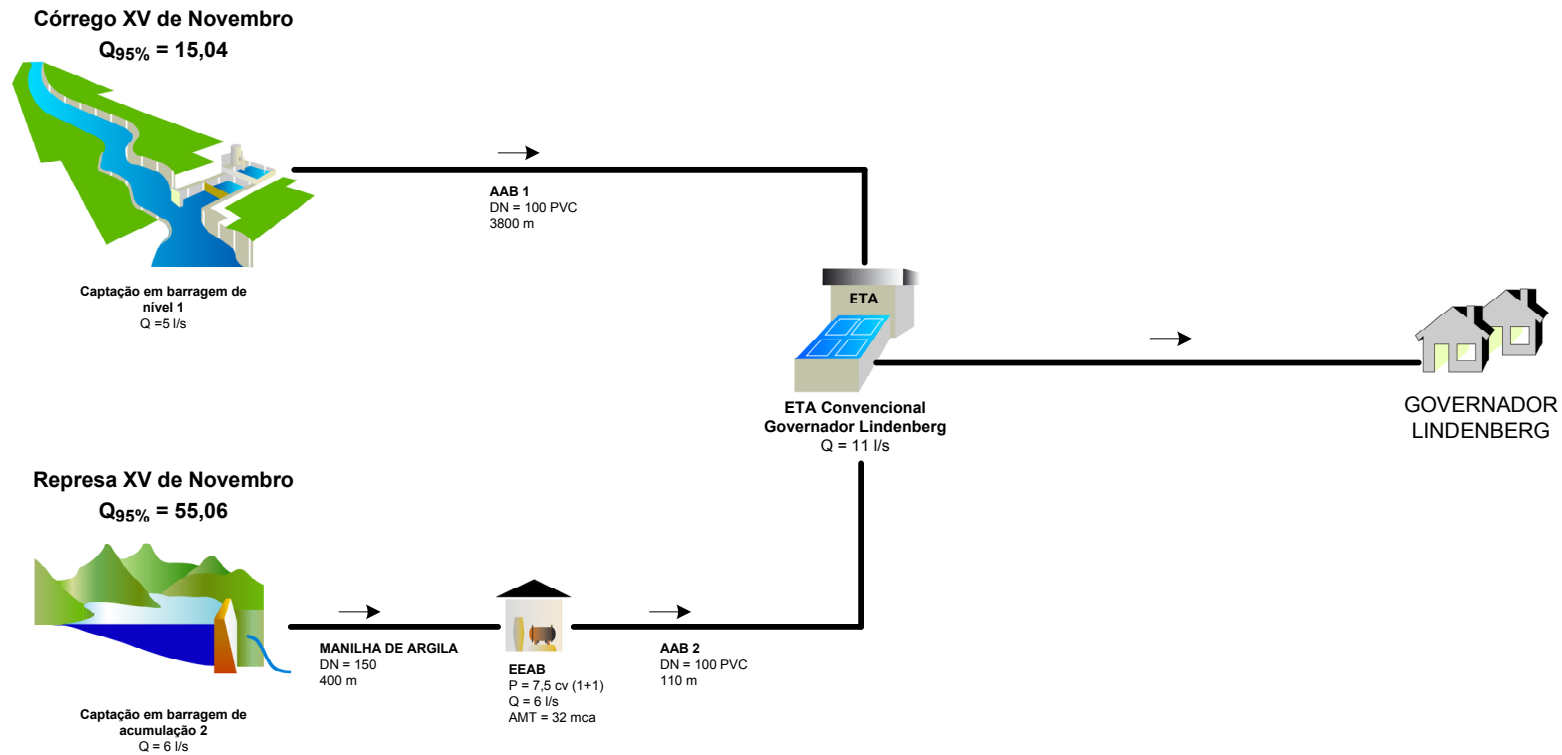 Córrego XV de Novembro
Q95% = 15,04
Captação em barragem de
nível 1
Q =5 l/s
AAB 1
DN = 100 PVC
3800 m
ETA
ETA Convencional
Governador Lindenberg
Q = 11 l/s
GOVERNADOR
LINDENBERG
Represa XV de Novembro
Q95% = 55,06
Captação em barragem de
acumulação 2
Q = 6 l/s
MANILHA DE ARGILA
DN = 150
400 m
EEAB
P = 7,5 cv (1+1)
Q = 6 l/s
AMT = 32 mca
AAB 2
DN = 100 PVC
110 m